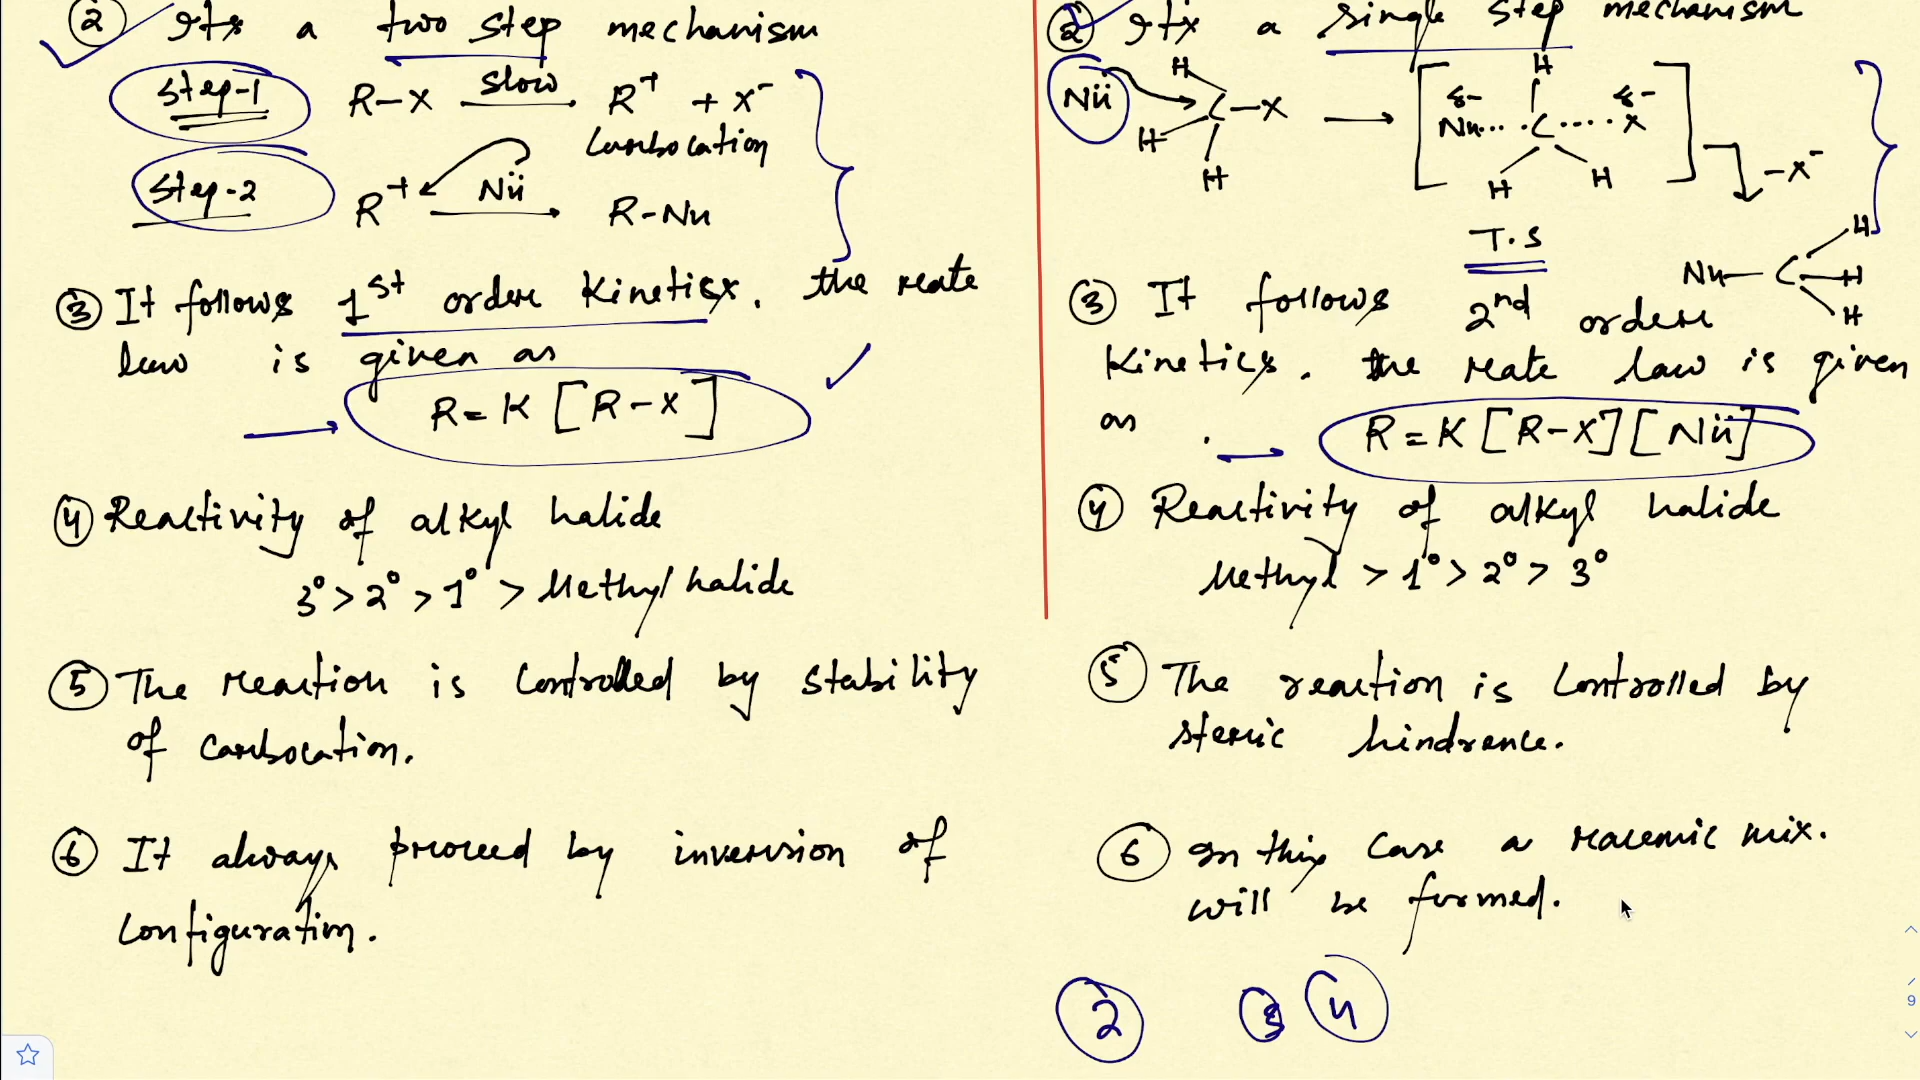 ② Its a two step mechanism
Step-1 R-X slow R⁺ + X⁻
Carbocation
Step-2 R⁺ Nü R-Nu
③ It follows 1st order Kinetics. the rate
law is given as
R = K [R-X]
④ Reactivity of alkyl halide
3° > 2° > 1° > Methyl halide
⑤ The reaction is controlled by stability
of carbocation.
⑥ It always proceed by inversion of
configuration.
② Its a single step mechanism
Nü H H H C-X [ δ- Nu....C.....X δ- H H H ] -X⁻
T.S
Nu-C H H H
③ It follows 2nd order
Kinetics. the rate law is given
as
R = K [R-X] [Nü]
④ Reactivity of alkyl halide
Methyl > 1° > 2° > 3°
⑤ The reaction is controlled by
steric hindrance.
⑥ In this case a racemic mix.
will be formed.
② ③ ④
9